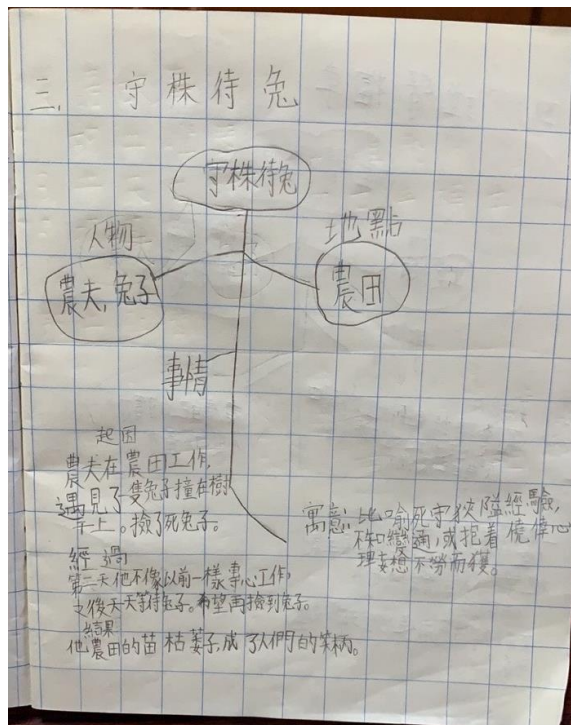 三、 守株待兔
守株待兔
人物
農夫,兔子
地點
農田
事情
起因
農夫在農田工作,
遇見了隻兔子撞在樹
上。撿了死兔子。
經過
第二天他不像以前一樣專心工作,
之後天天等待兔子。希望再撿到兔子。
結果
他農田的苗枯萎了,成了人們的笑柄。
寓意 比喻死守狹隘經驗,
不知變通,或抱着僥倖心
理妄想不勞而獲。